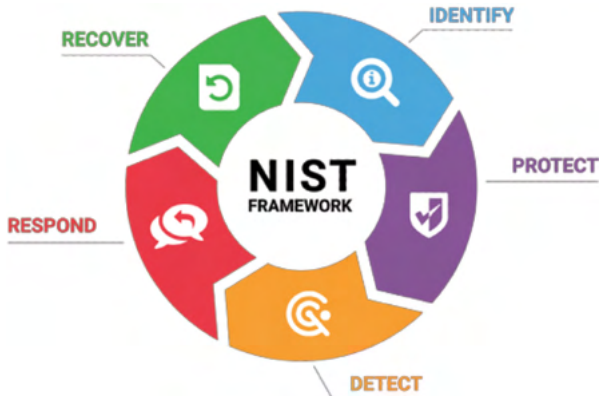 IDENTIFY
RECOVER
PROTECT
NIST
FRAMEWORK
RESPOND
DETECT